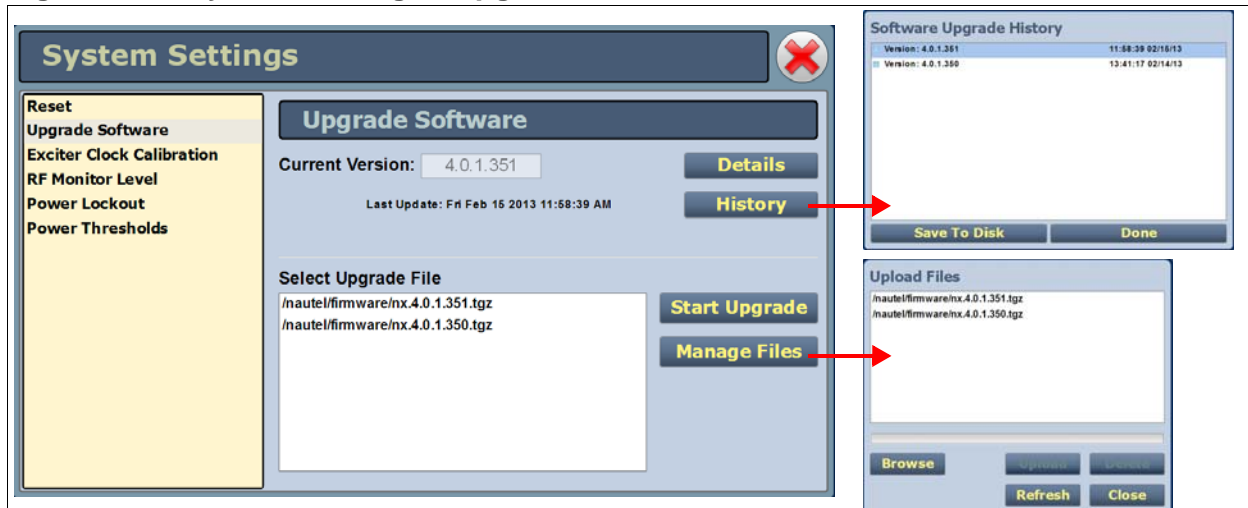 System Settings
Reset
Upgrade Software
Exciter Clock Calibration
RF Monitor Level
Power Lockout
Power Thresholds
Upgrade Software
Current Version: 4.0.1.351
Details
Last Update: Fri Feb 15 2013 11:58:39 AM
History
Select Upgrade File
/nautel/firmware/nx.4.0.1.351.tgz
/nautel/firmware/nx.4.0.1.350.tgz
Start Upgrade
Manage Files
Software Upgrade History
Version: 4.0.1.351 11:58:39 02/15/13
Version: 4.0.1.350 13:41:17 02/14/13
Save To Disk Done
Upload Files
/nautel/firmware/nx.4.0.1.351.tgz
/nautel/firmware/nx.4.0.1.350.tgz
Browse Upload Delete
Refresh Close